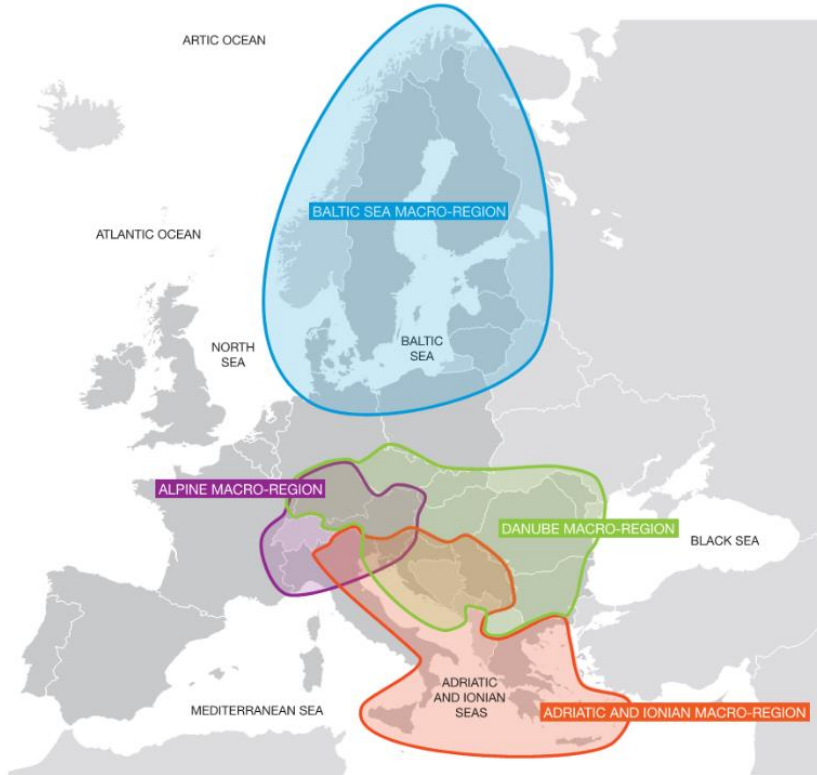 ARTIC OCEAN
BALTIC SEA MACRO-REGION
ATLANTIC OCEAN
NORTH
SEA
BALTIC
SEA
ALPINE MACRO-REGION
DANUBE MACRO-REGION
BLACK SEA
ADRIATIC
AND IONIAN
SEAS
MEDITERRANEAN SEA
ADRIATIC AND IONIAN MACRO-REGION